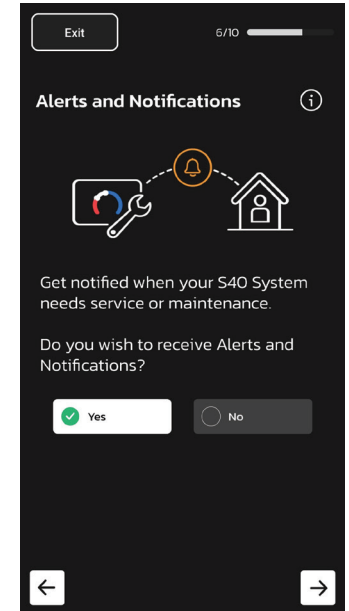 Exit
6/10
Alerts and Notifications
Get notified when your S40 System
needs service or maintenance.
Do you wish to receive Alerts and
Notifications?
Yes
No